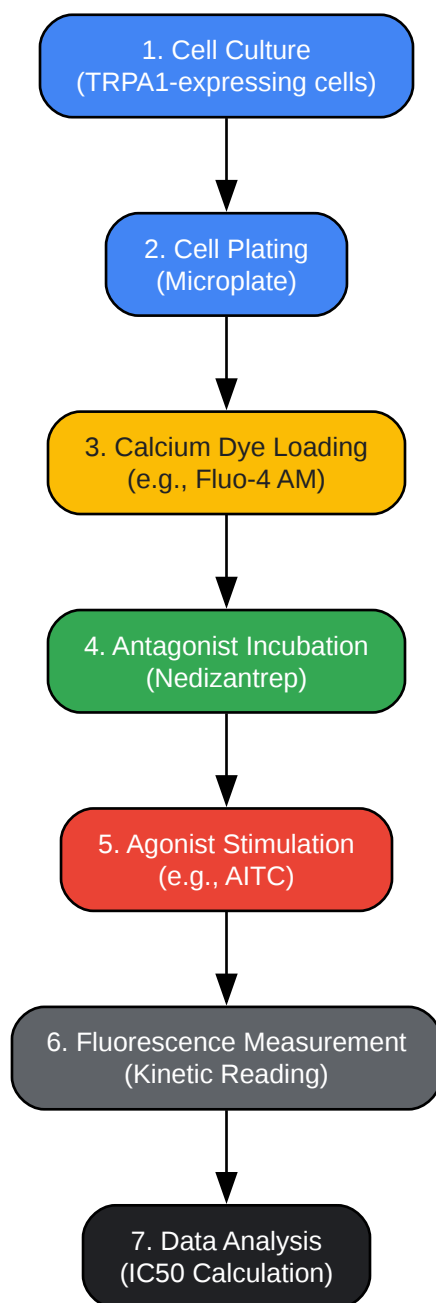 1. Cell Culture
(TRPA1-expressing cells)
2. Cell Plating
(Microplate)
3. Calcium Dye Loading
(e.g., Fluo-4 AM)
4. Antagonist Incubation
(Nedizantrep)
5. Agonist Stimulation
(e.g., AITC)
6. Fluorescence Measurement
(Kinetic Reading)
7. Data Analysis
(IC50 Calculation)